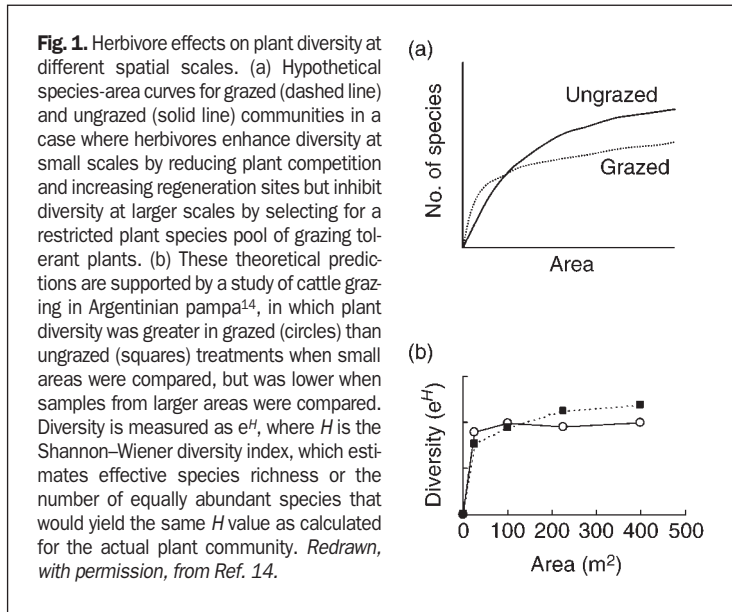 Fig. 1. Herbivore effects on plant diversity at
different spatial scales. (a) Hypothetical
species-area curves for grazed (dashed line)
and ungrazed (solid line) communities in a
case where herbivores enhance diversity at
small scales by reducing plant competition
and increasing regeneration sites but inhibit
diversity at larger scales by selecting for a
restricted plant species pool of grazing tol-
erant plants. (b) These theoretical predic-
tions are supported by a study of cattle graz-
ing in Argentinian pampa¹⁴, in which plant
diversity was greater in grazed (circles) than
ungrazed (squares) treatments when small
areas were compared, but was lower when
samples from larger areas were compared.
Diversity is measured as eᴴ, where H is the
Shannon–Wiener diversity index, which esti-
mates effective species richness or the
number of equally abundant species that
would yield the same H value as calculated
for the actual plant community. Redrawn,
with permission, from Ref. 14.
(a)
No. of species
Ungrazed
Grazed
Area
(b)
Diversity (eᴴ)
0 100 200 300 400 500
Area (m²)